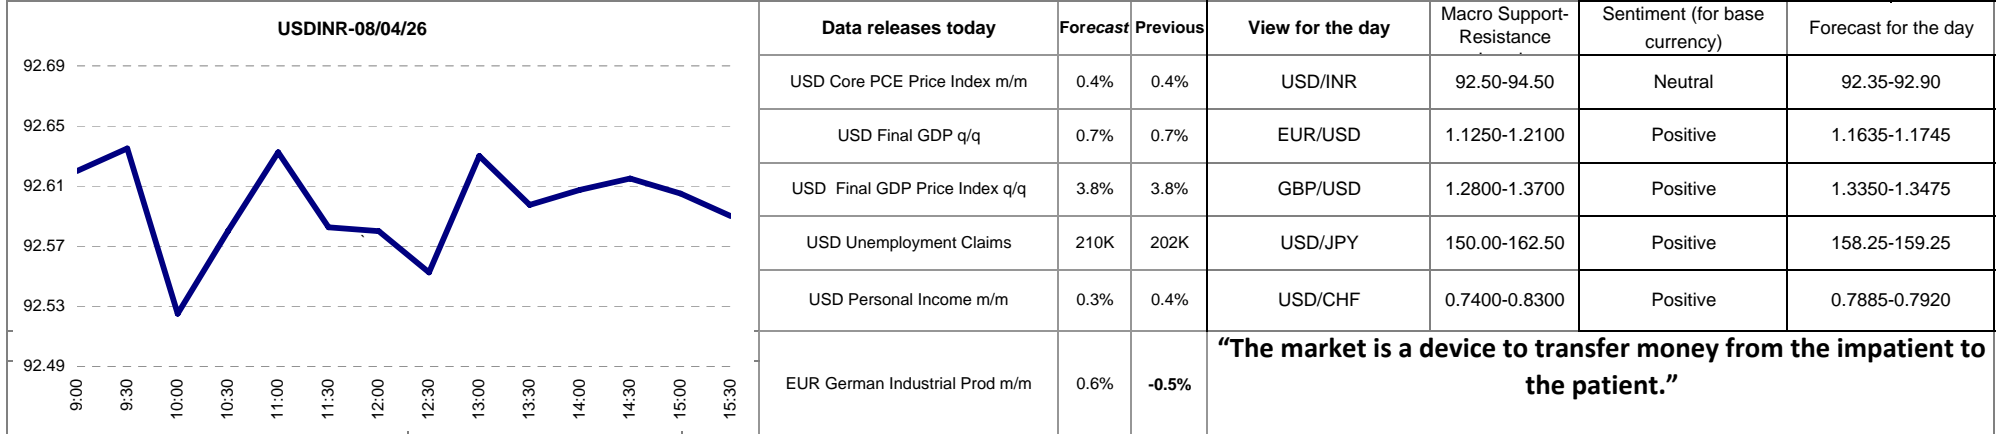 USDINR-08/04/26
92.69
92.65
92.61
92.57
92.53
92.49
9:00 9:30 10:00 10:30 11:00 11:30 12:00 12:30 13:00 13:30 14:00 14:30 15:00 15:30
Data releases today Forecast Previous
USD Core PCE Price Index m/m 0.4% 0.4%
USD Final GDP q/q 0.7% 0.7%
USD Final GDP Price Index q/q 3.8% 3.8%
USD Unemployment Claims 210K 202K
USD Personal Income m/m 0.3% 0.4%
EUR German Industrial Prod m/m 0.6% -0.5%
View for the day
Macro Support-
Resistance
Sentiment (for base
currency)
Forecast for the day
USD/INR 92.50-94.50 Neutral 92.35-92.90
EUR/USD 1.1250-1.2100 Positive 1.1635-1.1745
GBP/USD 1.2800-1.3700 Positive 1.3350-1.3475
USD/JPY 150.00-162.50 Positive 158.25-159.25
USD/CHF 0.7400-0.8300 Positive 0.7885-0.7920
“The market is a device to transfer money from the impatient to
the patient.”